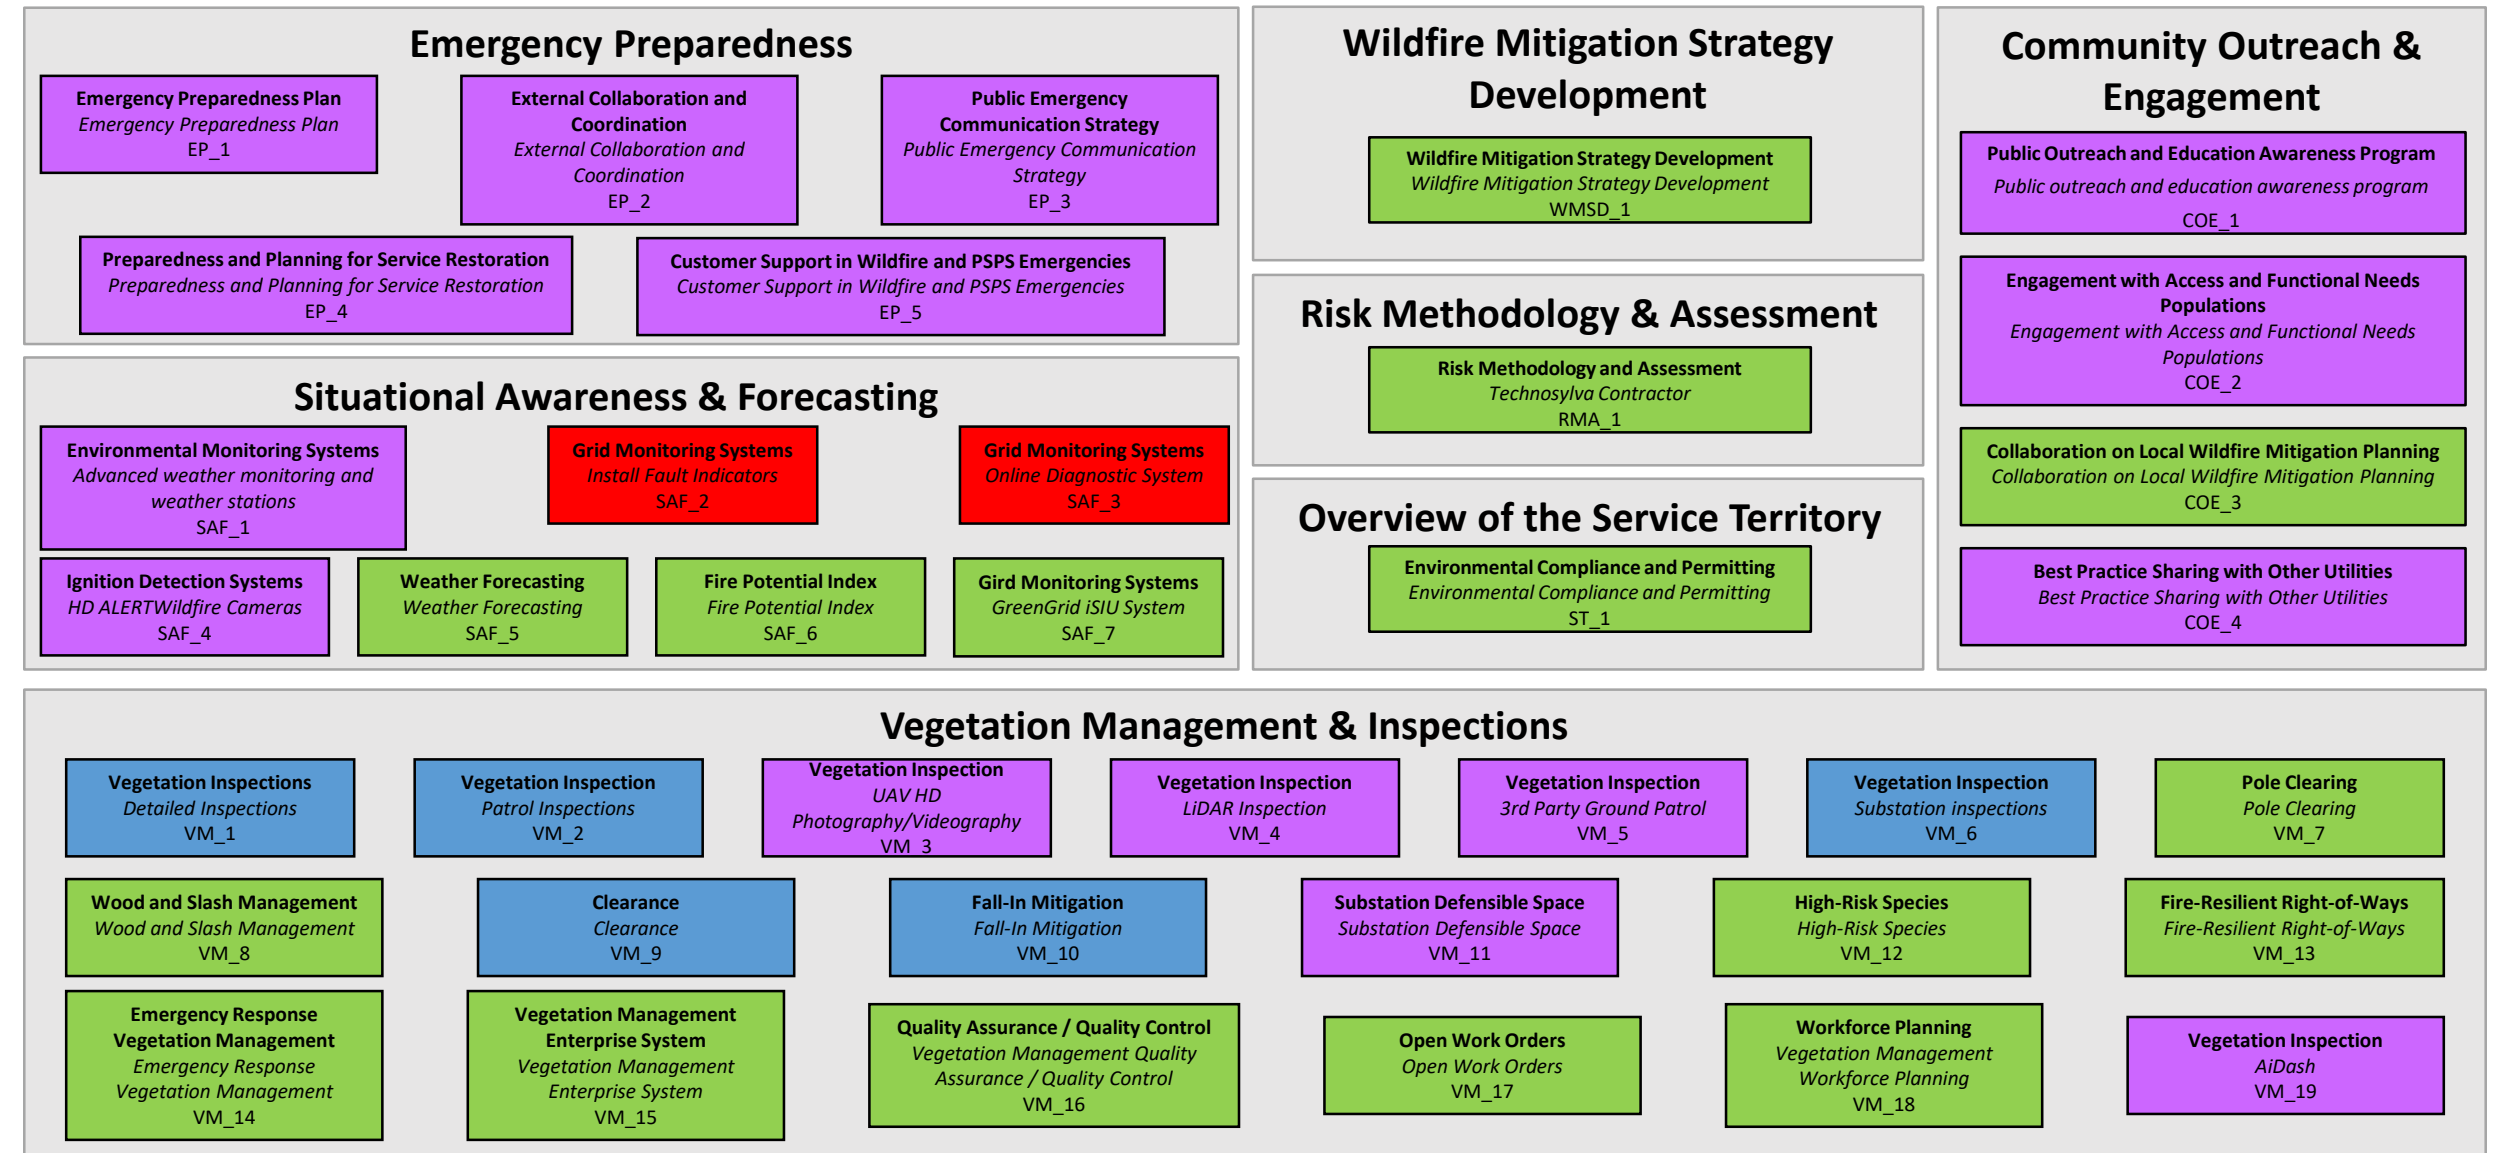 Emergency Preparedness
Emergency Preparedness Plan
Emergency Preparedness Plan
EP_1
External Collaboration and
Coordination
External Collaboration and
Coordination
EP_2
Public Emergency
Communication Strategy
Public Emergency Communication
Strategy
EP_3
Preparedness and Planning for Service Restoration
Preparedness and Planning for Service Restoration
EP_4
Customer Support in Wildfire and PSPS Emergencies
Customer Support in Wildfire and PSPS Emergencies
EP_5
Situational Awareness & Forecasting
Environmental Monitoring Systems
Advanced weather monitoring and
weather stations
SAF_1
Grid Monitoring Systems
Install Fault Indicators
SAF_2
Grid Monitoring Systems
Online Diagnostic System
SAF_3
Ignition Detection Systems
HD ALERTWildfire Cameras
SAF_4
Weather Forecasting
Weather Forecasting
SAF_5
Fire Potential Index
Fire Potential Index
SAF_6
Gird Monitoring Systems
GreenGrid iSIU System
SAF_7
Wildfire Mitigation Strategy
Development
Wildfire Mitigation Strategy Development
Wildfire Mitigation Strategy Development
WMSD_1
Risk Methodology & Assessment
Risk Methodology and Assessment
Technosylva Contractor
RMA_1
Overview of the Service Territory
Environmental Compliance and Permitting
Environmental Compliance and Permitting
ST_1
Community Outreach &
Engagement
Public Outreach and Education Awareness Program
Public outreach and education awareness program
COE_1
Engagement with Access and Functional Needs
Populations
Engagement with Access and Functional Needs
Populations
COE_2
Collaboration on Local Wildfire Mitigation Planning
Collaboration on Local Wildfire Mitigation Planning
COE_3
Best Practice Sharing with Other Utilities
Best Practice Sharing with Other Utilities
COE_4
Vegetation Management & Inspections
Vegetation Inspections
Detailed Inspections
VM_1
Vegetation Inspection
Patrol Inspections
VM_2
Vegetation Inspection
UAV HD
Photography/Videography
VM_3
Vegetation Inspection
LiDAR Inspection
VM_4
Vegetation Inspection
3rd Party Ground Patrol
VM_5
Vegetation Inspection
Substation inspections
VM_6
Pole Clearing
Pole Clearing
VM_7
Wood and Slash Management
Wood and Slash Management
VM_8
Clearance
Clearance
VM_9
Fall-In Mitigation
Fall-In Mitigation
VM_10
Substation Defensible Space
Substation Defensible Space
VM_11
High-Risk Species
High-Risk Species
VM_12
Fire-Resilient Right-of-Ways
Fire-Resilient Right-of-Ways
VM_13
Emergency Response
Vegetation Management
Emergency Response
Vegetation Management
VM_14
Vegetation Management
Enterprise System
Vegetation Management
Enterprise System
VM_15
Quality Assurance / Quality Control
Vegetation Management Quality
Assurance / Quality Control
VM_16
Open Work Orders
Open Work Orders
VM_17
Workforce Planning
Vegetation Management
Workforce Planning
VM_18
Vegetation Inspection
AiDash
VM_19